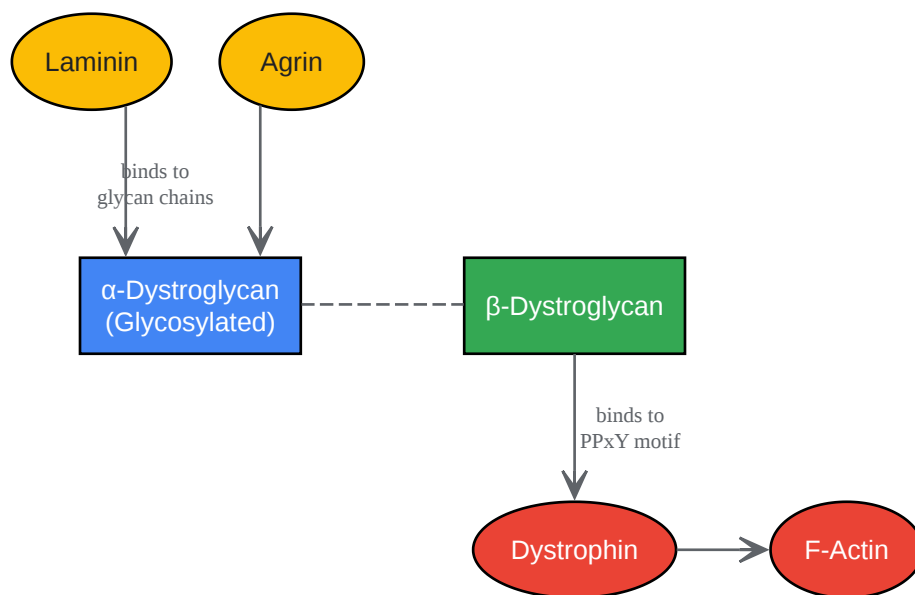 Laminin
Agrin
binds to
glycan chains
α-Dystroglycan
(Glycosylated)
β-Dystroglycan
binds to
PPxY motif
Dystrophin
F-Actin